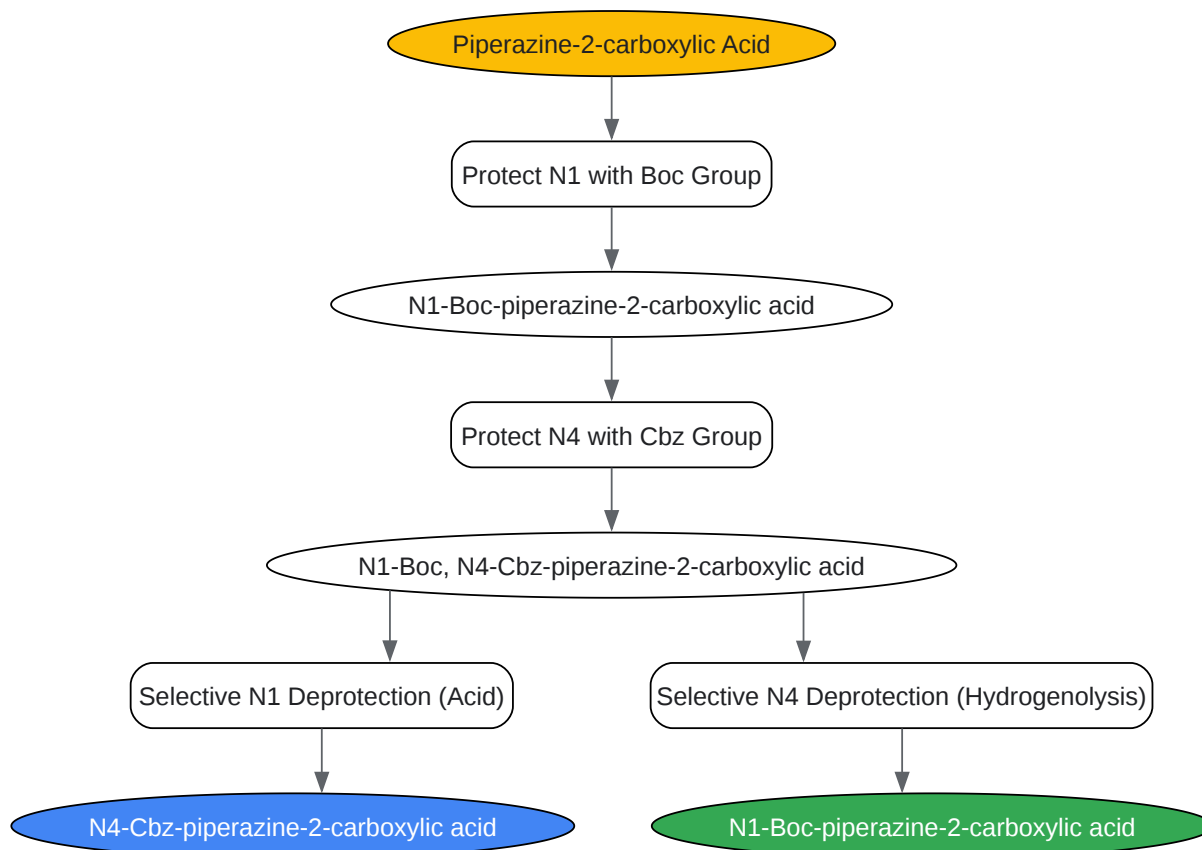 Piperazine-2-carboxylic Acid
Protect N1 with Boc Group
N1-Boc-piperazine-2-carboxylic acid
Protect N4 with Cbz Group
N1-Boc, N4-Cbz-piperazine-2-carboxylic acid
Selective N1 Deprotection (Acid)
Selective N4 Deprotection (Hydrogenolysis)
N4-Cbz-piperazine-2-carboxylic acid
N1-Boc-piperazine-2-carboxylic acid